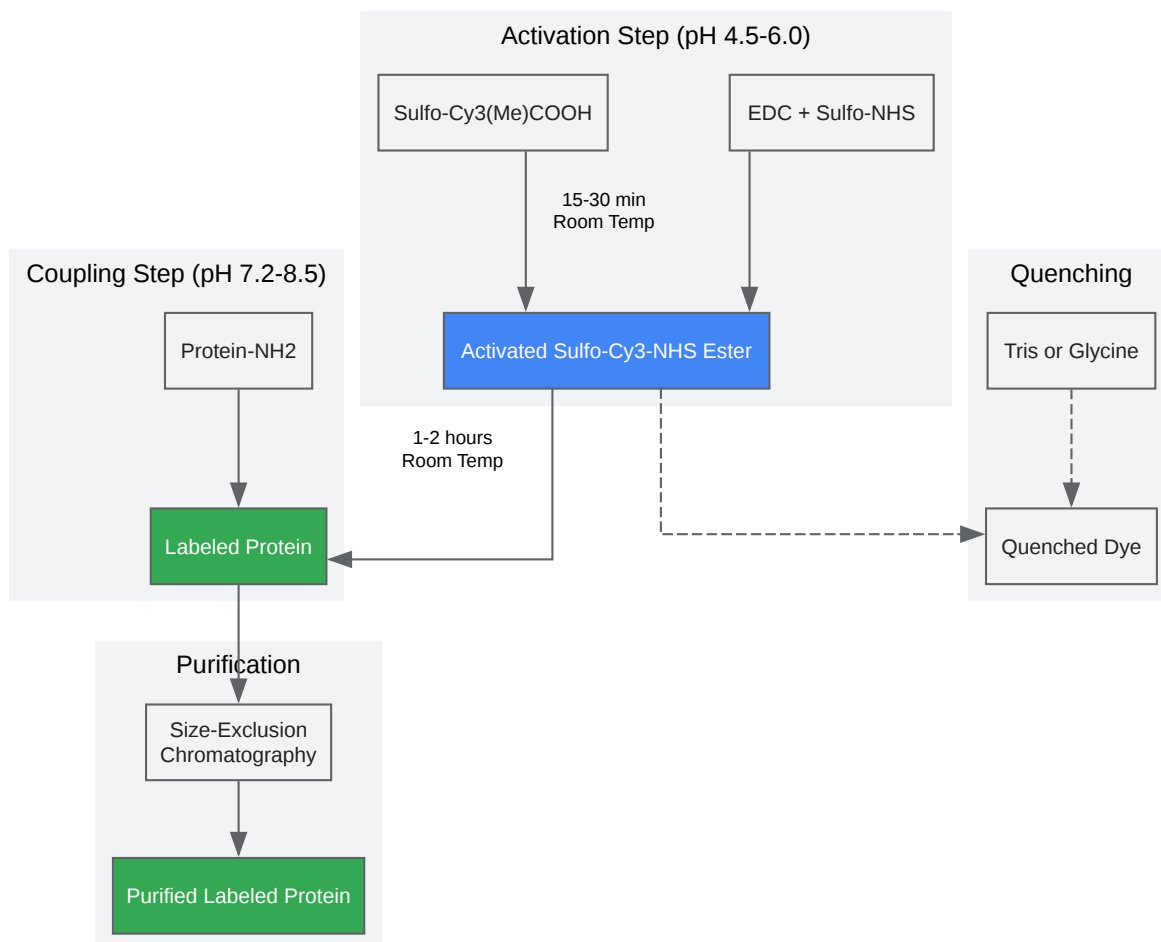 Activation Step (pH 4.5-6.0)
Sulfo-Cy3(Me)COOH
EDC + Sulfo-NHS
15-30 min
Room Temp
Activated Sulfo-Cy3-NHS Ester
Coupling Step (pH 7.2-8.5)
Protein-NH2
1-2 hours
Room Temp
Labeled Protein
Quenching
Tris or Glycine
Quenched Dye
Purification
Size-Exclusion
Chromatography
Purified Labeled Protein